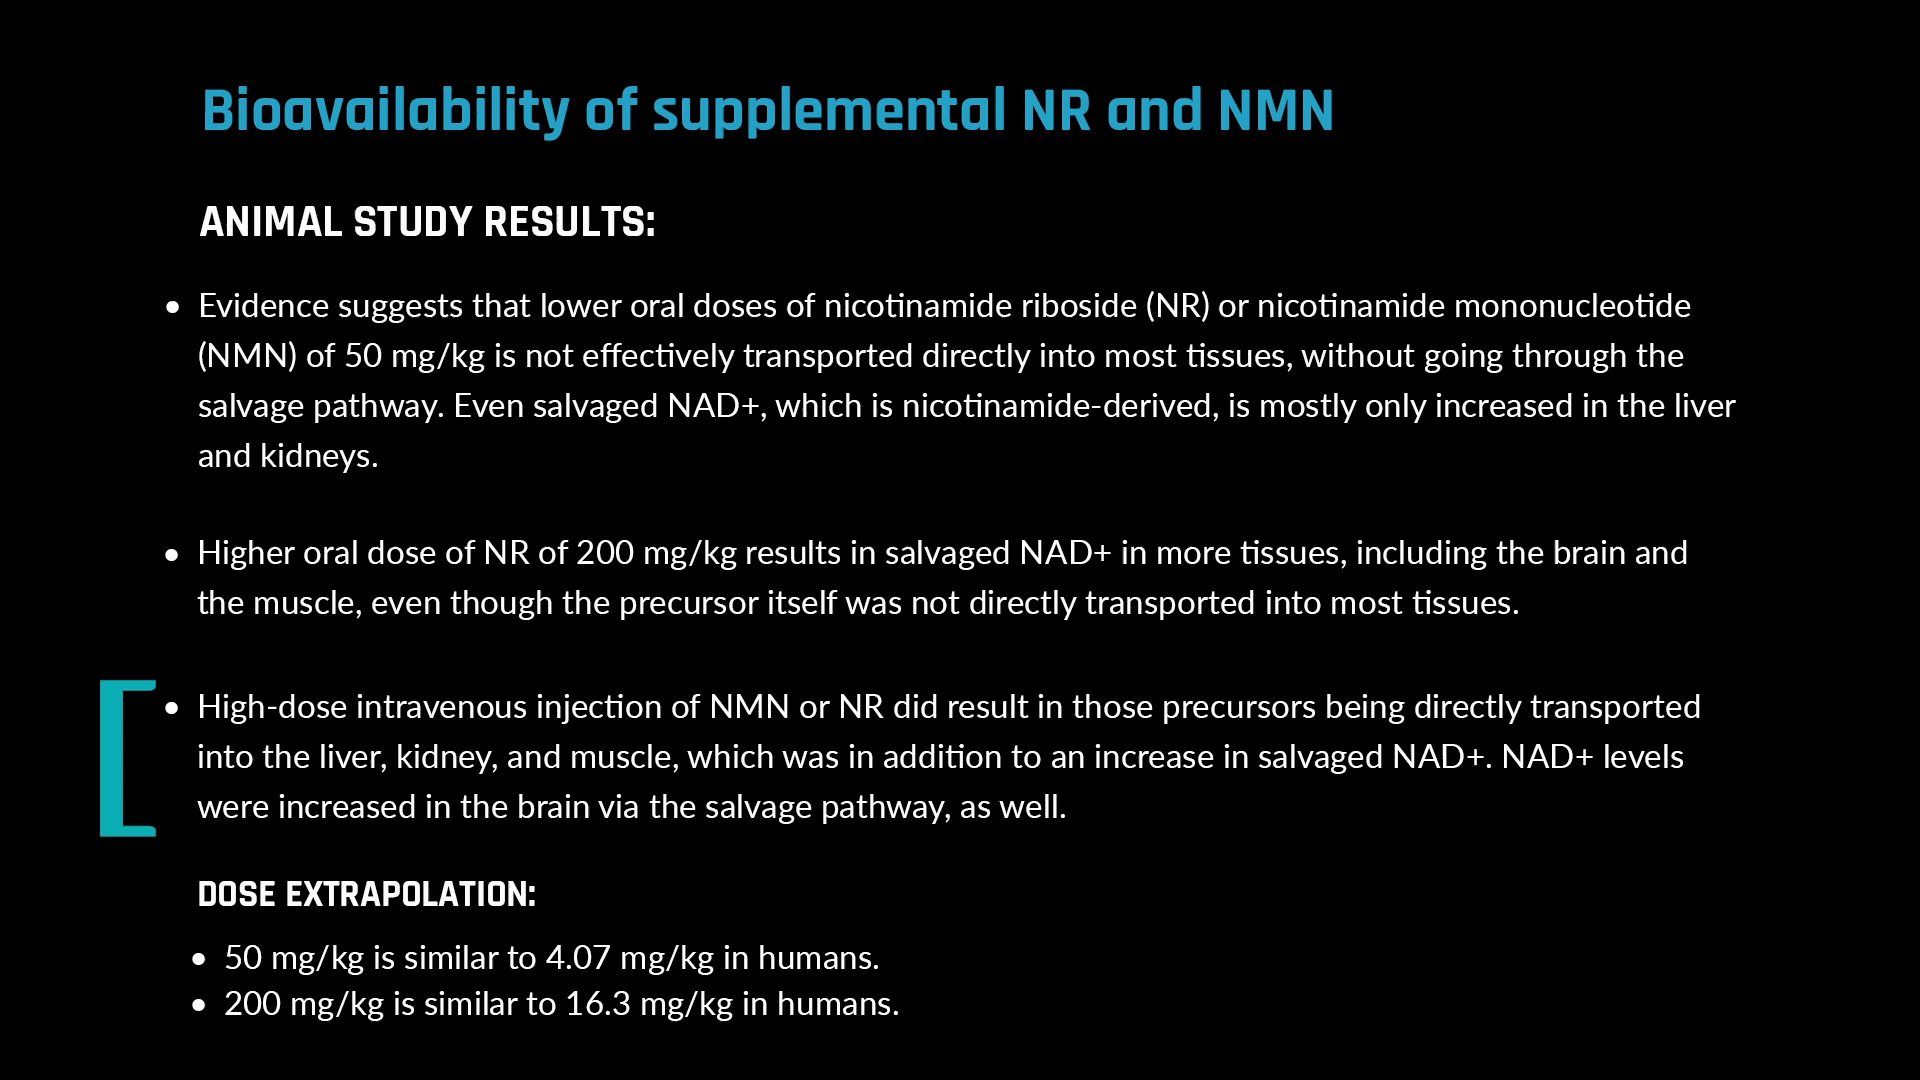 Bioavailability of supplemental NR and NMN
ANIMAL STUDY RESULTS:
• Evidence suggests that lower oral doses of nicotinamide riboside (NR) or nicotinamide mononucleotide
(NMN) of 50 mg/kg is not effectively transported directly into most tissues, without going through the
salvage pathway. Even salvaged NAD+, which is nicotinamide-derived, is mostly only increased in the liver
and kidneys.
• Higher oral dose of NR of 200 mg/kg results in salvaged NAD+ in more tissues, including the brain and
the muscle, even though the precursor itself was not directly transported into most tissues.
• High-dose intravenous injection of NMN or NR did result in those precursors being directly transported
into the liver, kidney, and muscle, which was in addition to an increase in salvaged NAD+. NAD+ levels
were increased in the brain via the salvage pathway, as well.
DOSE EXTRAPOLATION:
• 50 mg/kg is similar to 4.07 mg/kg in humans.
• 200 mg/kg is similar to 16.3 mg/kg in humans.